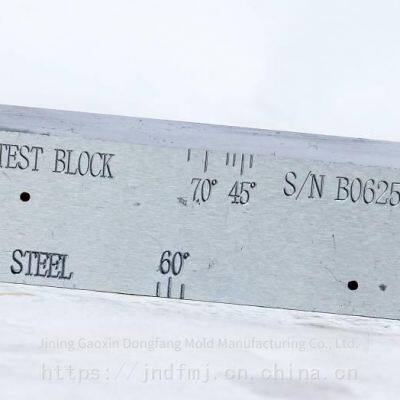 TEST BLOCK
70° 45°
S/N B0625
STEEL
60°
Jining Gaoxin Dongfang Mold Manufacturing Co., Ltd.
https://jndfmj.cn.china.cn